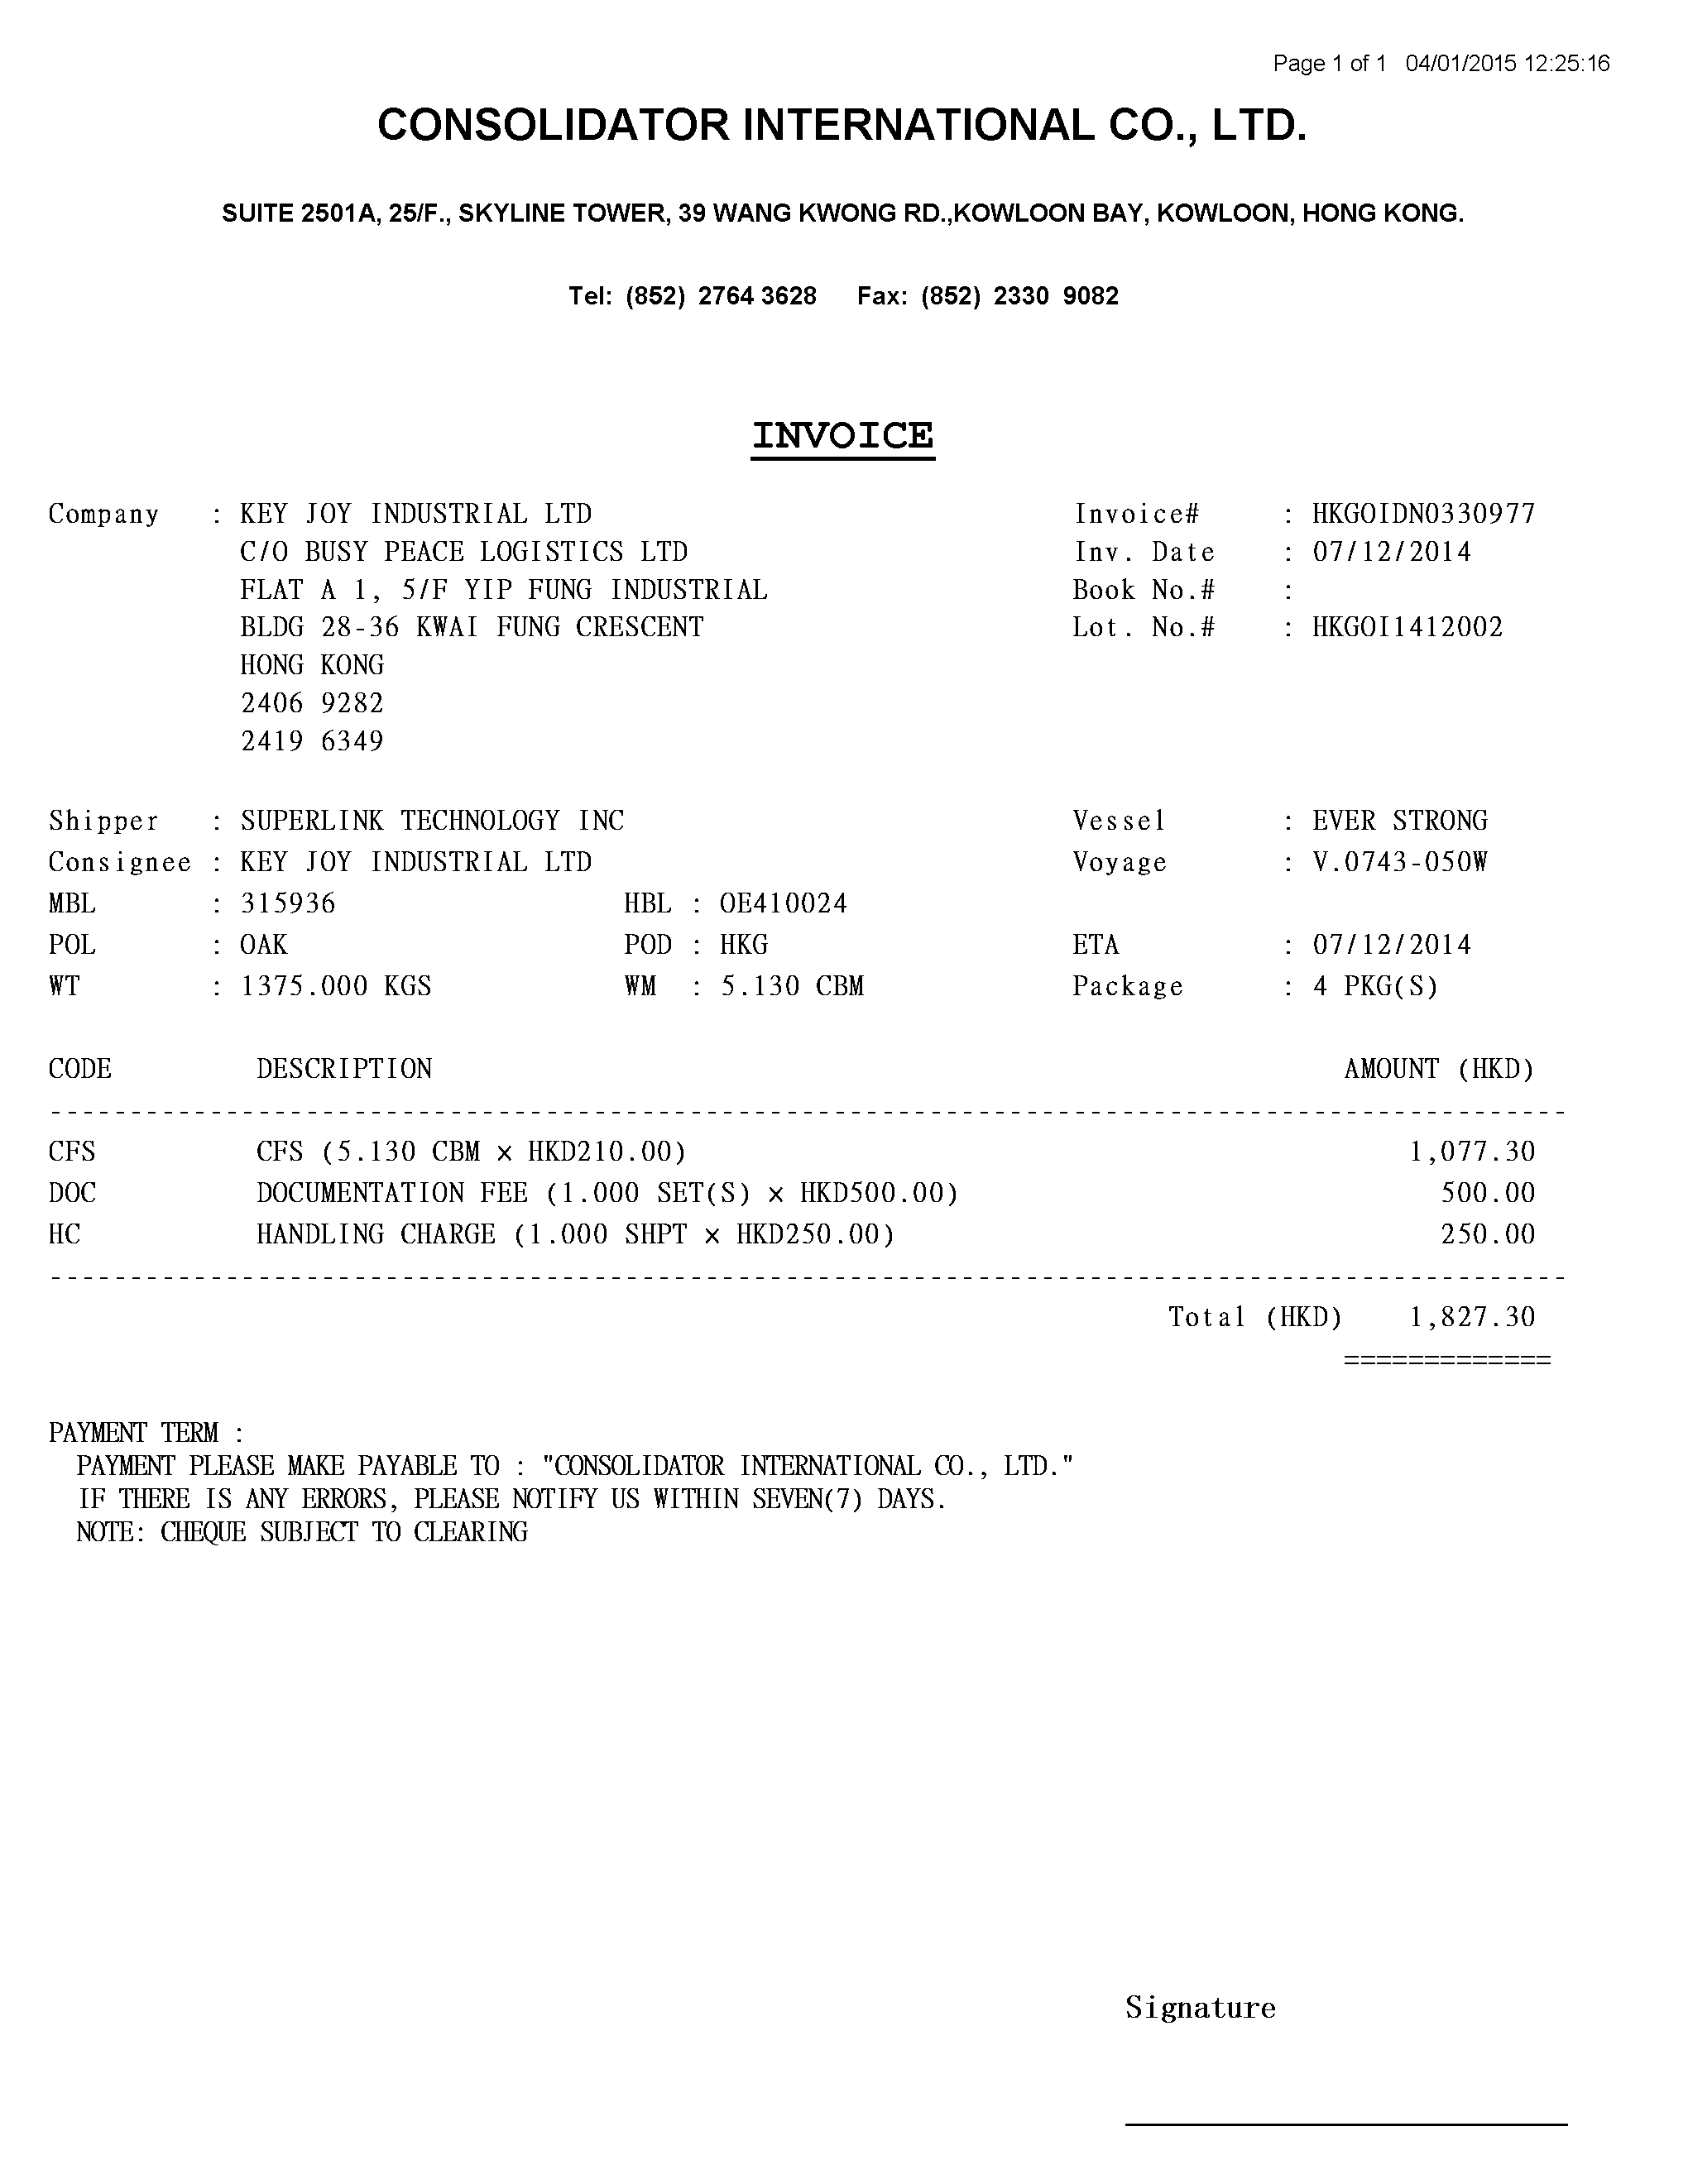 Page 1 of 1 04/01/2015 12:25:16
CONSOLIDATOR INTERNATIONAL CO., LTD.
SUITE 2501A, 25/F., SKYLINE TOWER, 39 WANG KWONG RD.,KOWLOON BAY, KOWLOON, HONG KONG.
Tel: (852) 2764 3628 Fax: (852) 2330 9082
INVOICE
Company : KEY JOY INDUSTRIAL LTD Invoice# : HKGOIDN0330977
C/O BUSY PEACE LOGISTICS LTD Inv. Date : 07/12/2014
FLAT A 1, 5/F YIP FUNG INDUSTRIAL Book No.# :
BLDG 28-36 KWAI FUNG CRESCENT Lot. No.# : HKGOI1412002
HONG KONG
2406 9282
2419 6349
Shipper : SUPERLINK TECHNOLOGY INC Vessel : EVER STRONG
Consignee : KEY JOY INDUSTRIAL LTD Voyage : V.0743-050W
MBL : 315936 HBL : OE410024
POL : OAK POD : HKG ETA : 07/12/2014
WT : 1375.000 KGS WM : 5.130 CBM Package : 4 PKG(S)
CODE DESCRIPTION AMOUNT (HKD)
-----------------------------------------------------------------------------------------------
CFS CFS (5.130 CBM x HKD210.00) 1,077.30
DOC DOCUMENTATION FEE (1.000 SET(S) x HKD500.00) 500.00
HC HANDLING CHARGE (1.000 SHPT x HKD250.00) 250.00
-----------------------------------------------------------------------------------------------
Total (HKD) 1,827.30
=============
PAYMENT TERM :
PAYMENT PLEASE MAKE PAYABLE TO : "CONSOLIDATOR INTERNATIONAL CO., LTD."
IF THERE IS ANY ERRORS, PLEASE NOTIFY US WITHIN SEVEN(7) DAYS.
NOTE: CHEQUE SUBJECT TO CLEARING
Signature